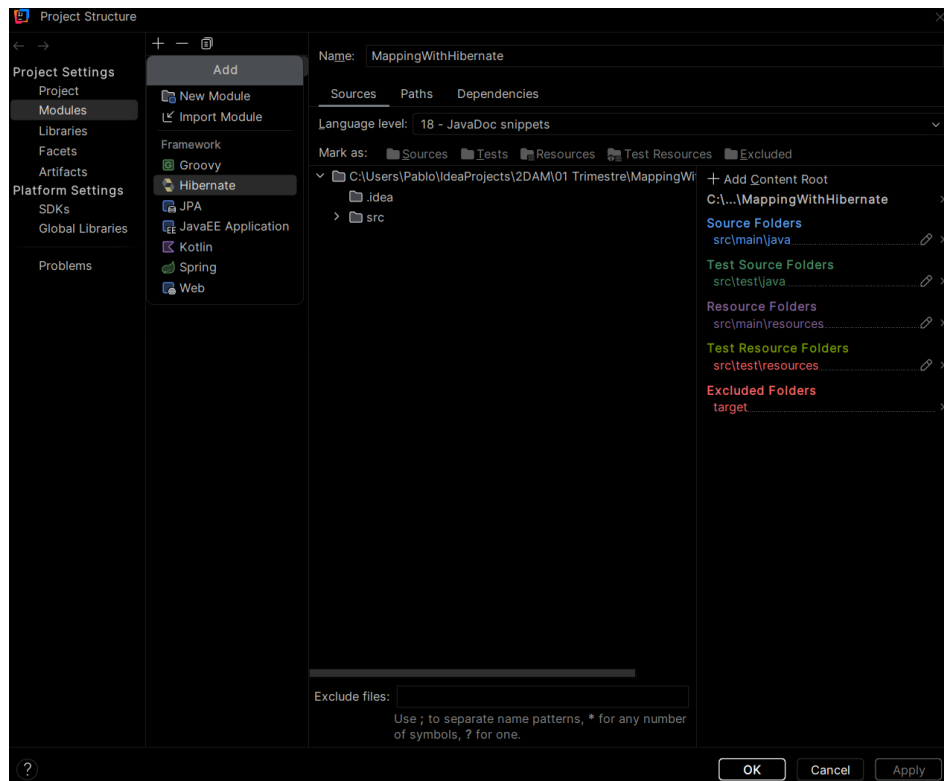 Project Structure
Project Settings
Project
Modules
Libraries
Facets
Artifacts
Platform Settings
SDKs
Global Libraries
Problems
Add
New Module
Import Module
Framework
Groovy
Hibernate
JPA
JavaEE Application
Kotlin
Spring
Web
Name: MappingWithHibernate
Sources Paths Dependencies
Language level: 18 - JavaDoc snippets
Mark as: Sources Tests Resources Test Resources Excluded
C:\Users\Pablo\IdeaProjects\2DAM\01 Trimestre\MappingWi
.idea
src
Exclude files:
Use ; to separate name patterns, * for any number
of symbols, ? for one.
+ Add Content Root
C:\...\MappingWithHibernate
Source Folders
src\main\java
Test Source Folders
src\test\java
Resource Folders
src\main\resources
Test Resource Folders
src\test\resources
Excluded Folders
target
?
OK Cancel Apply